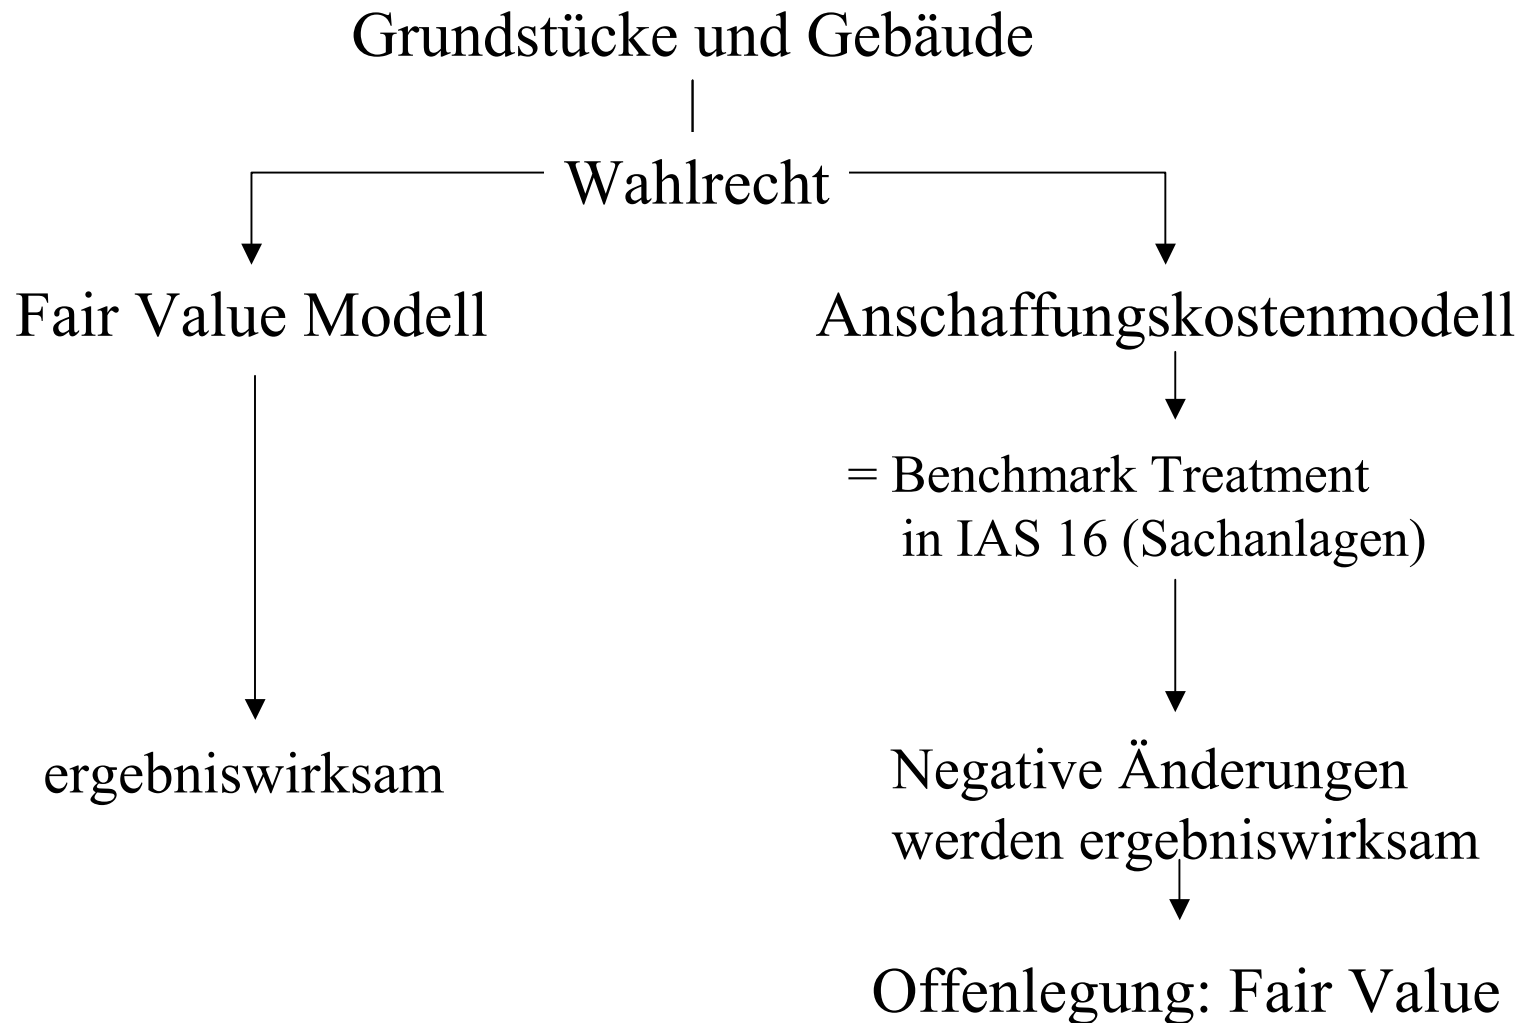 Grundstücke und Gebäude
Wahlrecht
Fair Value Modell
Anschaffungskostenmodell
= Benchmark Treatment
in IAS 16 (Sachanlagen)
ergebniswirksam
Negative Änderungen
werden ergebniswirksam
Offenlegung: Fair Value